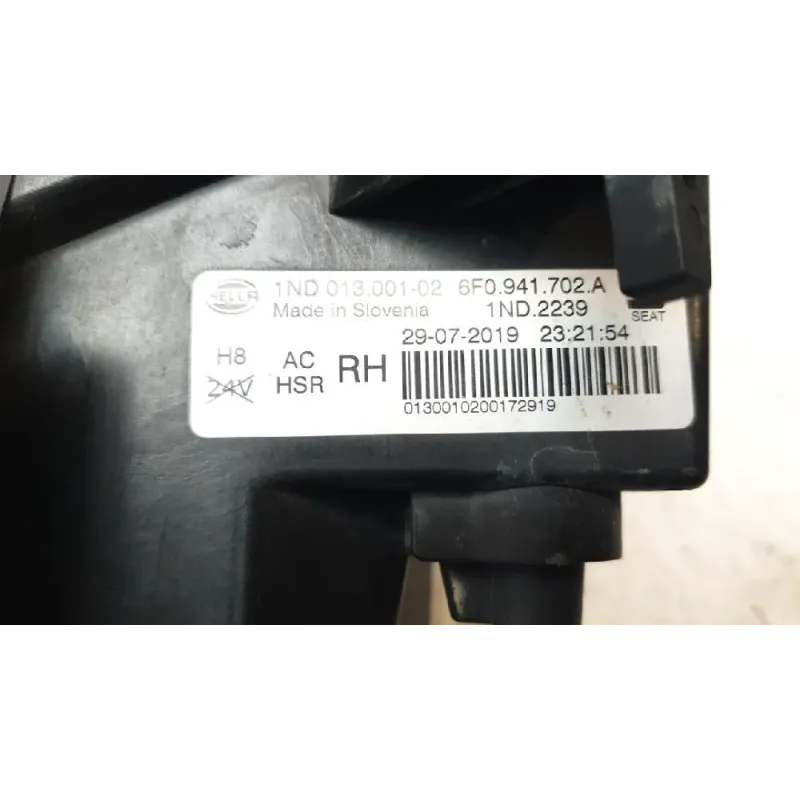 HELLA 1ND 013.001-02 6F0.941.702.A
Made in Slovenia 1ND.2239 SEAT
29-07-2019 23:21:54
H8 AC RH
24V HSR
0130010200172919